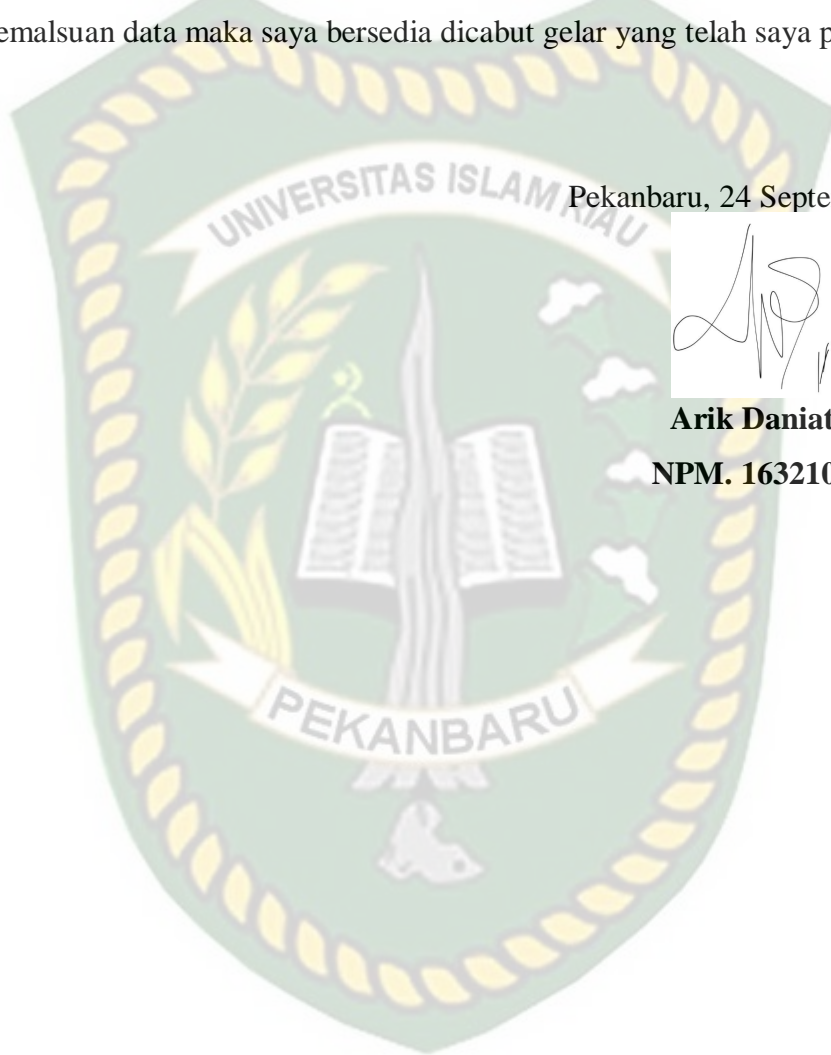 emalsuan data maka saya bersedia dicabut gelar yang telah saya p
UNIVERSITAS ISLAM RIAU
Pekanbaru, 24 Septe
Arik Daniat
NPM. 163210
PEKANBARU